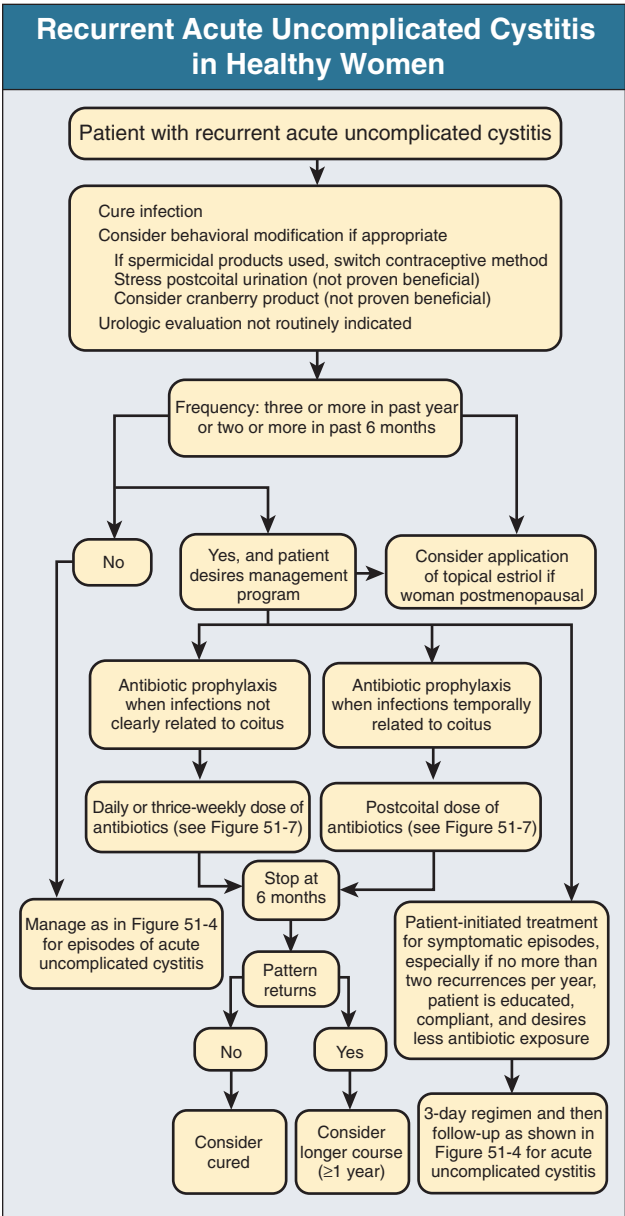 Recurrent Acute Uncomplicated Cystitis
in Healthy Women
Patient with recurrent acute uncomplicated cystitis
Cure infection
Consider behavioral modification if appropriate
If spermicidal products used, switch contraceptive method
Stress postcoital urination (not proven beneficial)
Consider cranberry product (not proven beneficial)
Urologic evaluation not routinely indicated
Frequency: three or more in past year
or two or more in past 6 months
No
Yes, and patient
desires management
program
Consider application
of topical estriol if
woman postmenopausal
Antibiotic prophylaxis
when infections not
clearly related to coitus
Antibiotic prophylaxis
when infections temporally
related to coitus
Daily or thrice-weekly dose of
antibiotics (see Figure 51-7)
Postcoital dose of
antibiotics (see Figure 51-7)
Stop at
6 months
Manage as in Figure 51-4
for episodes of acute
uncomplicated cystitis
Patient-initiated treatment
for symptomatic episodes,
especially if no more than
two recurrences per year,
patient is educated,
compliant, and desires
less antibiotic exposure
Pattern
returns
No
Yes
Consider
cured
Consider
longer course
(≥1 year)
3-day regimen and then
follow-up as shown in
Figure 51-4 for acute
uncomplicated cystitis